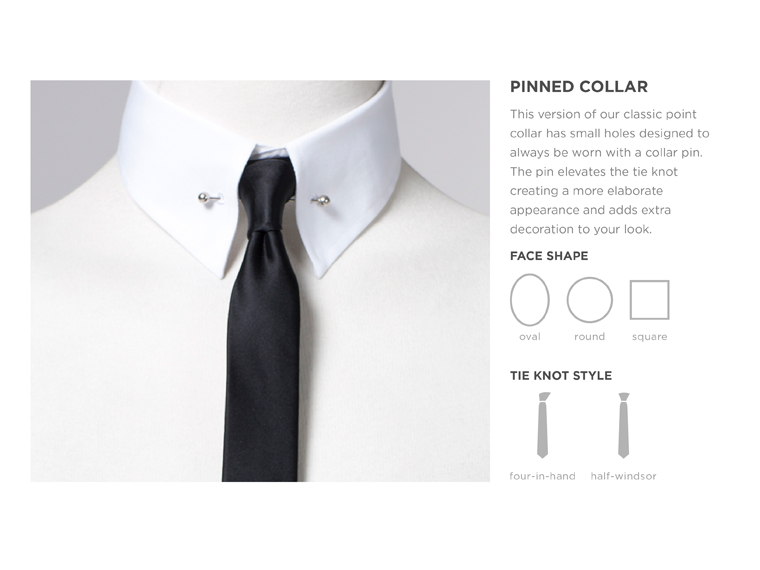 PINNED COLLAR
This version of our classic point
collar has small holes designed to
always be worn with a collar pin.
The pin elevates the tie knot
creating a more elaborate
appearance and adds extra
decoration to your look.
FACE SHAPE
oval round square
TIE KNOT STYLE
four-in-hand half-windsor